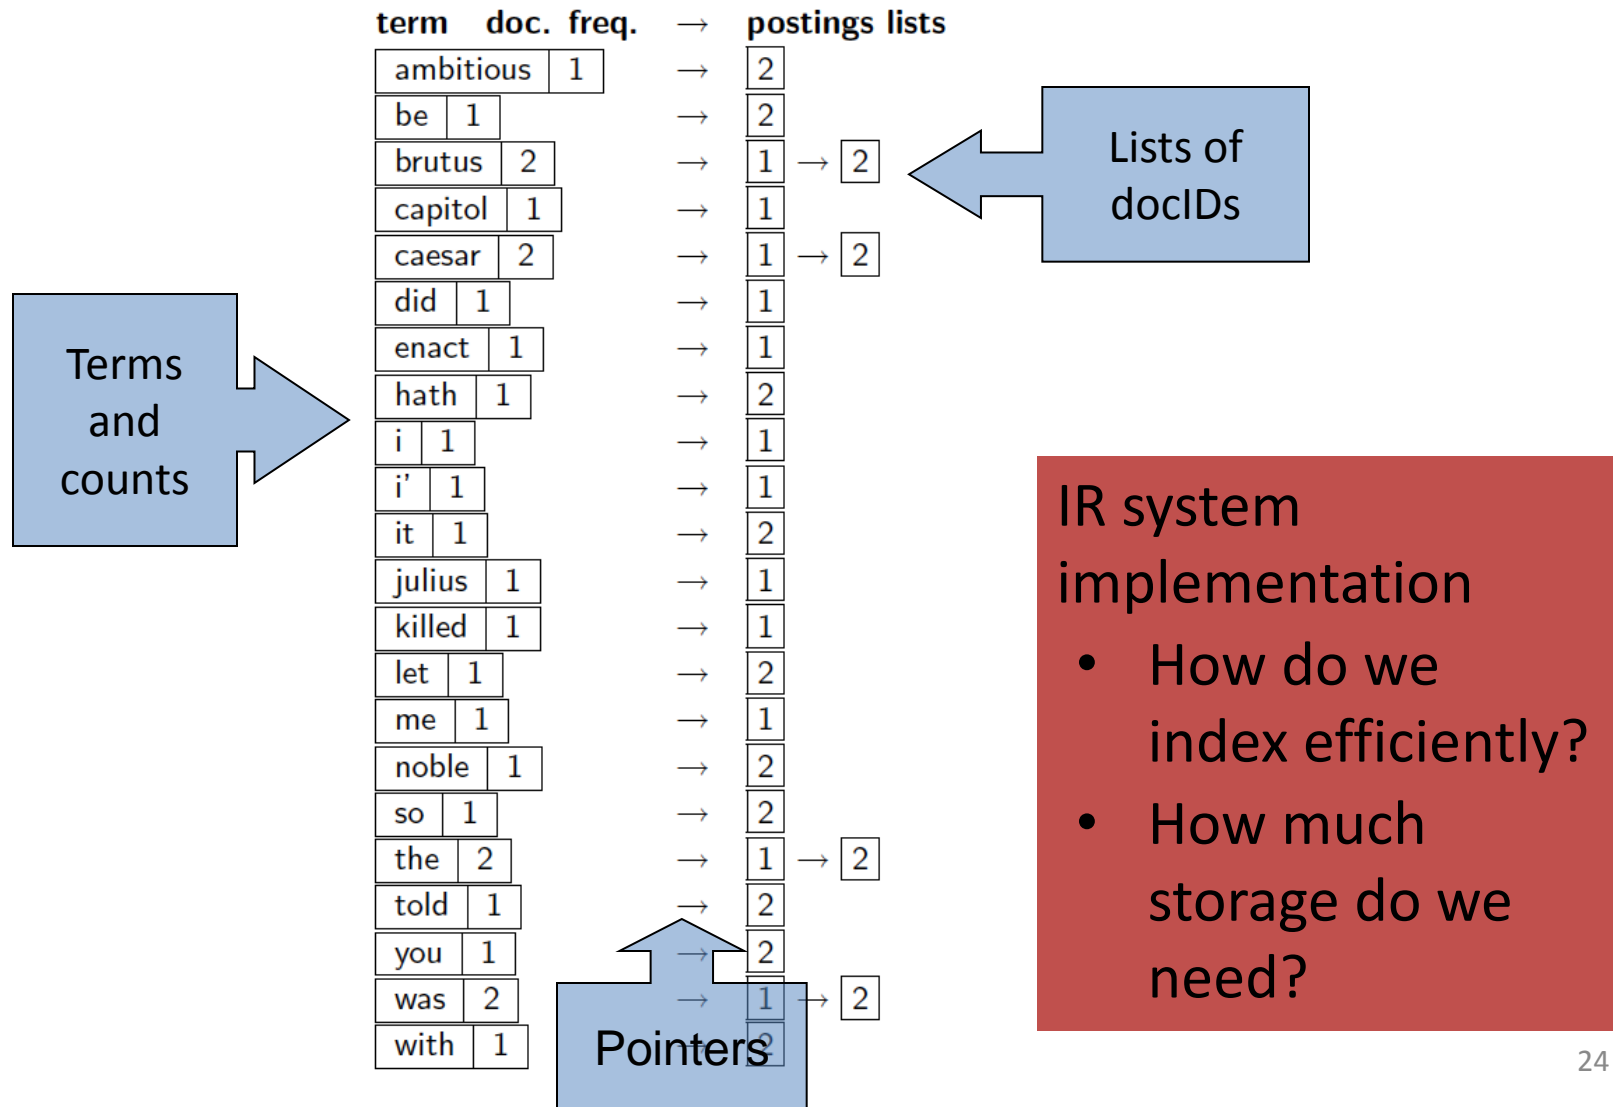 term doc. freq. → postings lists
ambitious 1 → 2
be 1 → 2
brutus 2 → 1 → 2
capitol 1 → 1
caesar 2 → 1 → 2
did 1 → 1
enact 1 → 1
hath 1 → 2
i 1 → 1
i' 1 → 1
it 1 → 2
julius 1 → 1
killed 1 → 1
let 1 → 2
me 1 → 1
noble 1 → 2
so 1 → 2
the 2 → 1 → 2
told 1 → 2
you 1 → 2
was 2 → 1 → 2
with 1 → 2
Lists of
docIDs
Terms
and
counts
Pointers
IR system
implementation
• How do we
index efficiently?
• How much
storage do we
need?
24